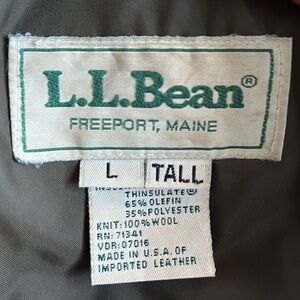 L.L.Bean®
FREEPORT, MAINE
L TALL
THINSULATE®
65% OLEFIN
35% POLYESTER
KNIT: 100% WOOL
RN: 71341
VDR: 07016
MADE IN U.S.A. OF
IMPORTED LEATHER